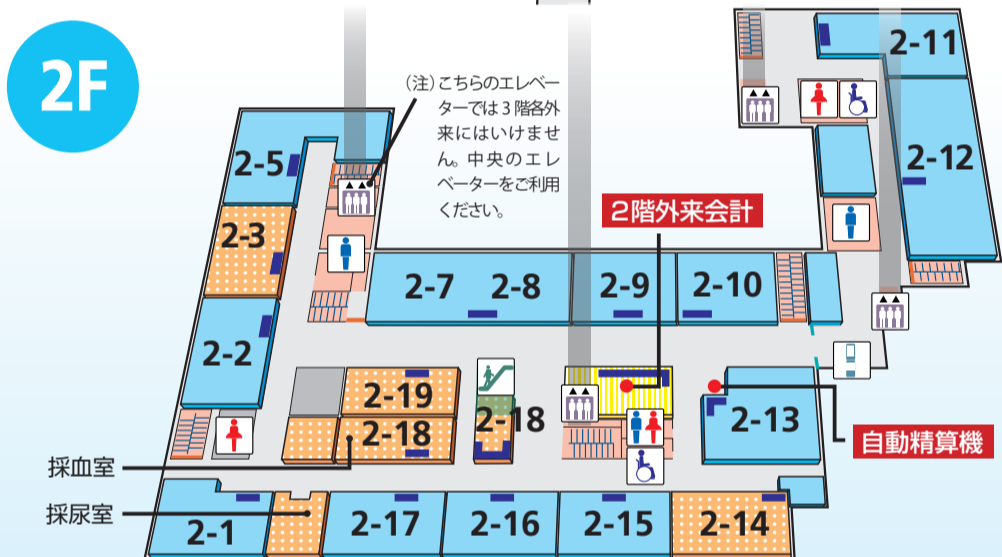 2F
(注)こちらのエレベー
ターでは3階各外
来にはいけませ
ん。中央のエレ
ベーターをご利用
ください。
2-11
2-5
2-12
2階外来会計
2-3
2-7
2-8
2-9
2-10
2-2
2-19
2-18
2-18
2-13
自動精算機
採血室
採尿室
2-1
2-17
2-16
2-15
2-14